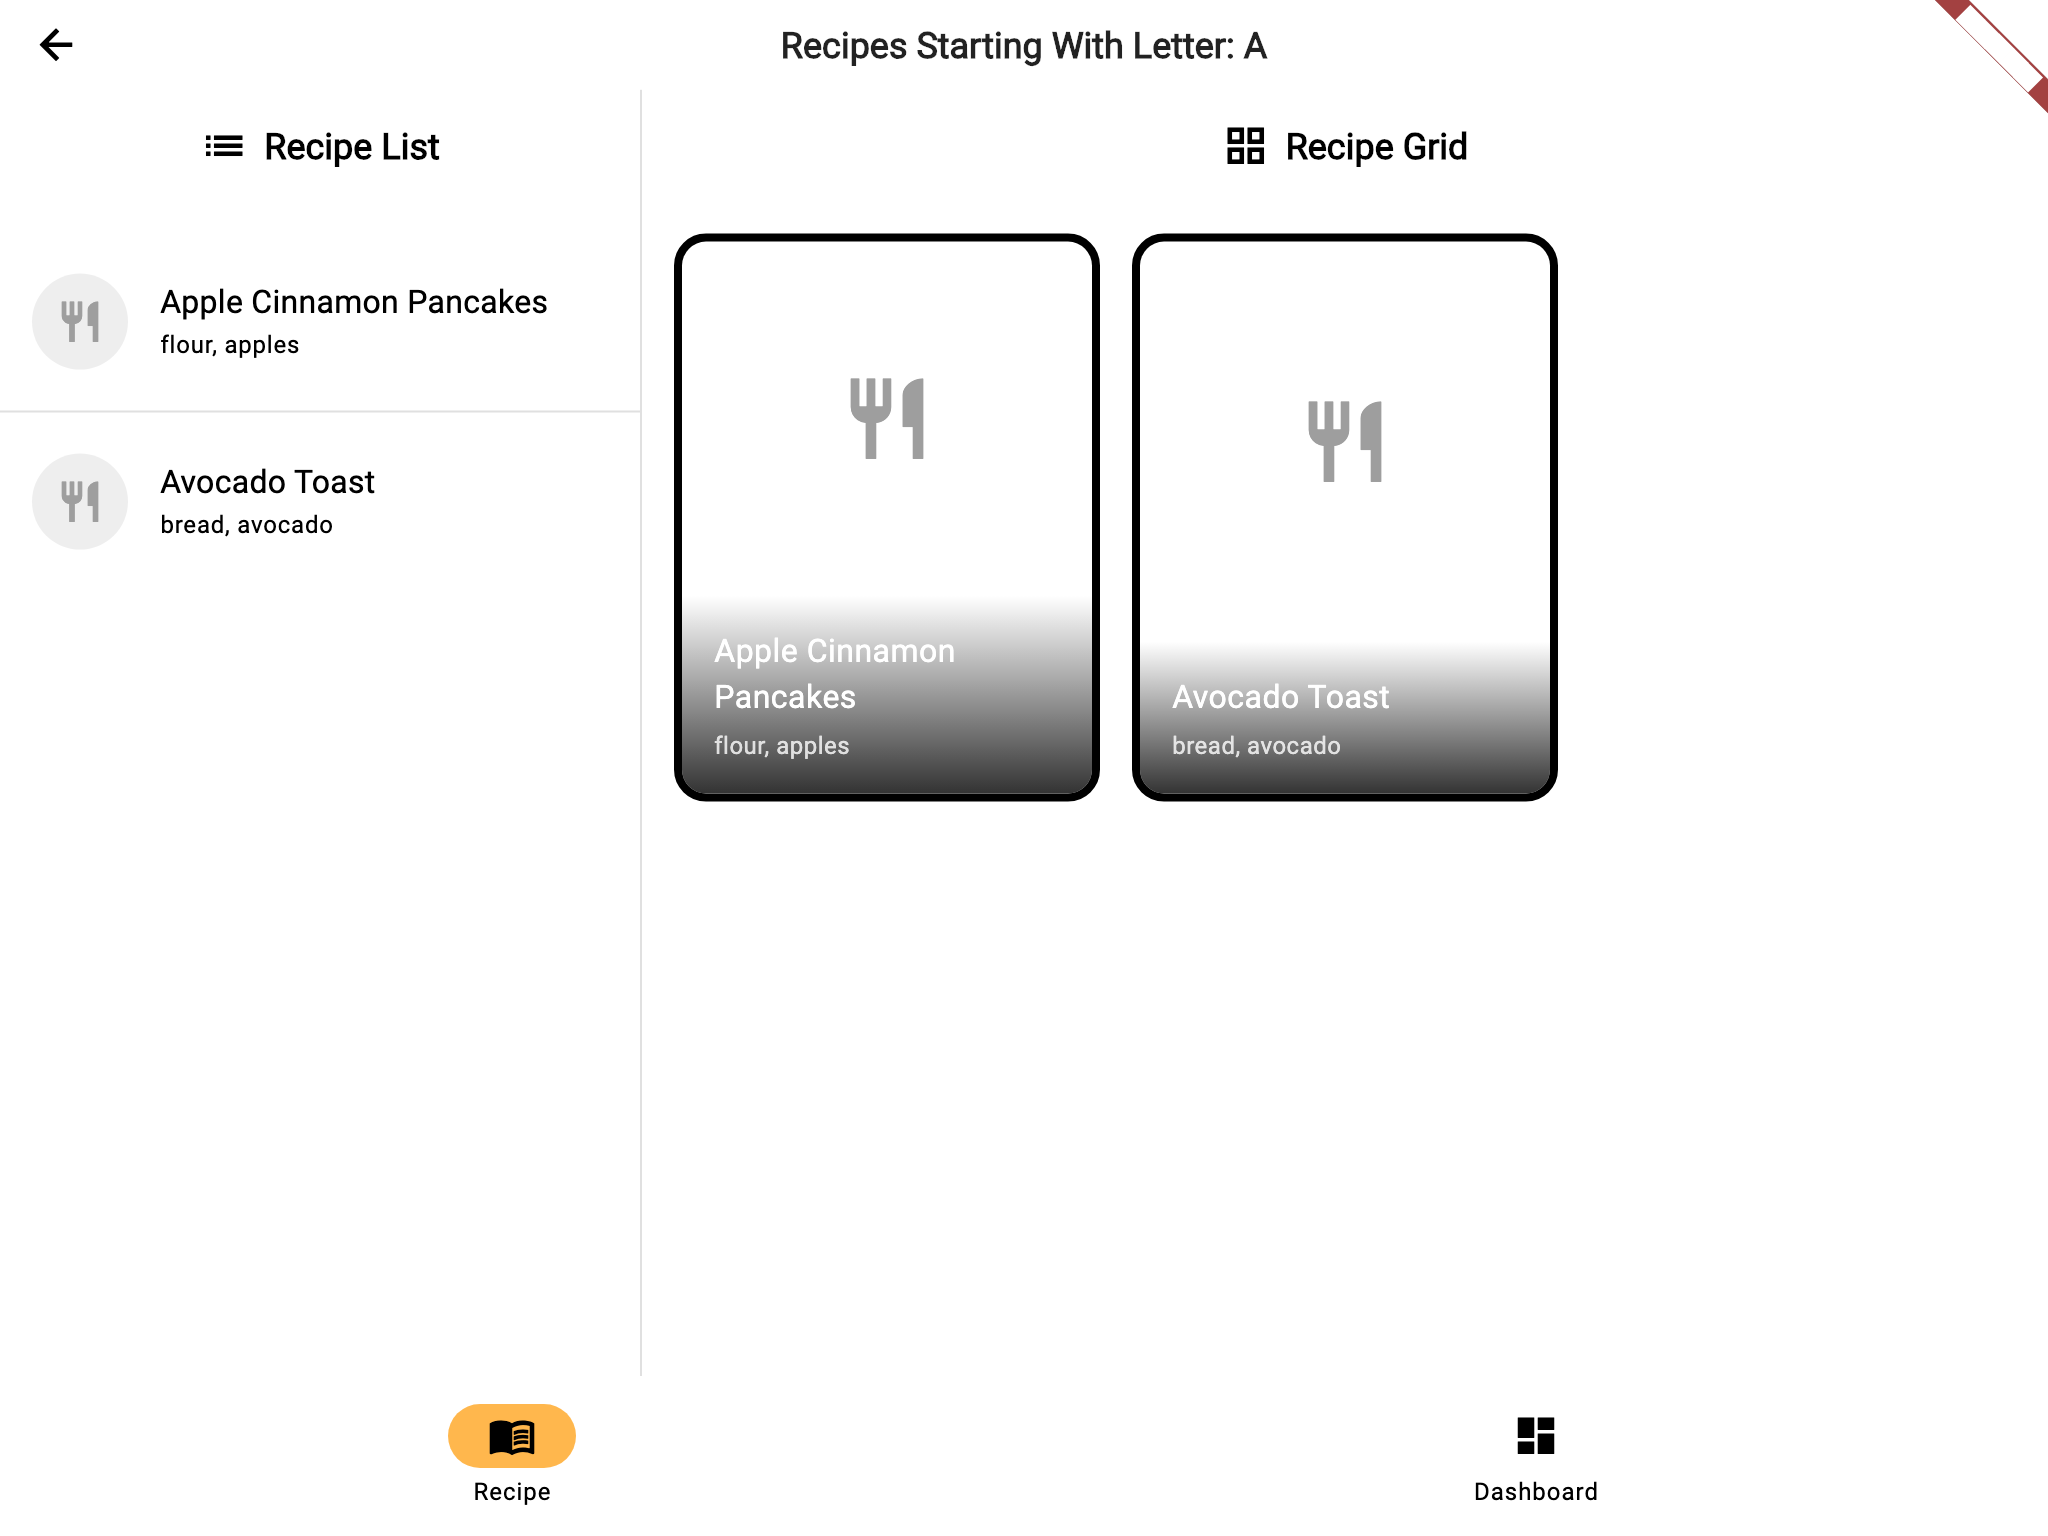 Recipes Starting With Letter: A
Recipe List
Apple Cinnamon Pancakes
flour, apples
Avocado Toast
bread, avocado
Recipe Grid
Apple Cinnamon
Pancakes
flour, apples
Avocado Toast
bread, avocado
Recipe
Dashboard